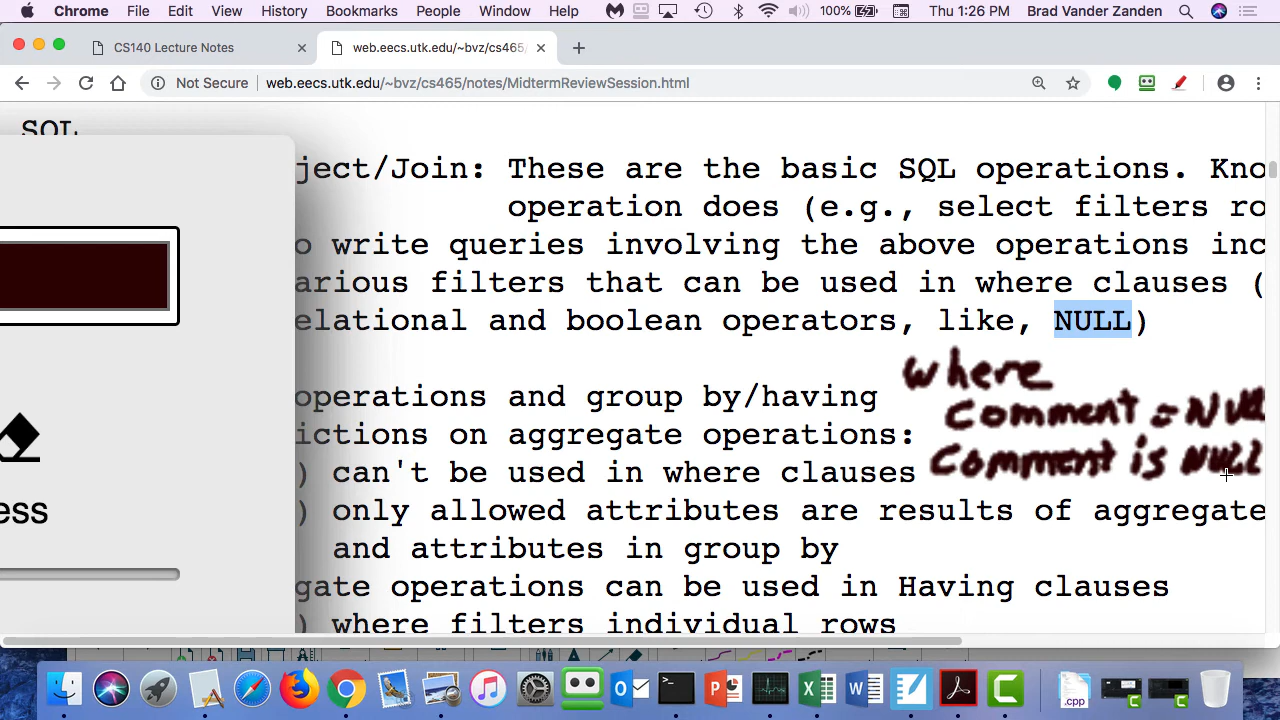 Chrome File Edit View History Bookmarks People Window Help 100% Thu 1:26 PM Brad Vander Zanden
CS140 Lecture Notes
web.eecs.utk.edu/~bvz/cs465/
Not Secure web.eecs.utk.edu/~bvz/cs465/notes/MidtermReviewSession.html
SQL
ject/Join: These are the basic SQL operations. Kno
operation does (e.g., select filters ro
o write queries involving the above operations inc
arious filters that can be used in where clauses (
elational and boolean operators, like, NULL)
where
operations and group by/having
Comment = NULL
ictions on aggregate operations:
Comment is NULL
) can't be used in where clauses
ess
) only allowed attributes are results of aggregate
and attributes in group by
gate operations can be used in Having clauses
) where filters individual rows
.cpp